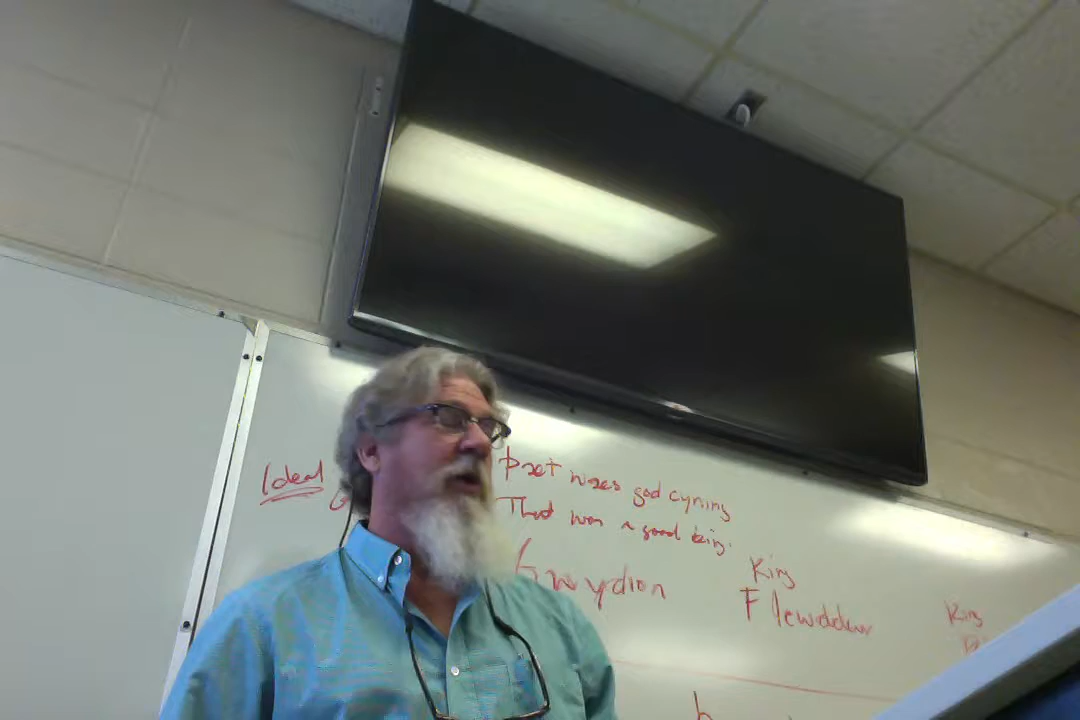 Ideal
þæt wæs god cyning
That was a good king.
Gwydion
King
Flewddur
King